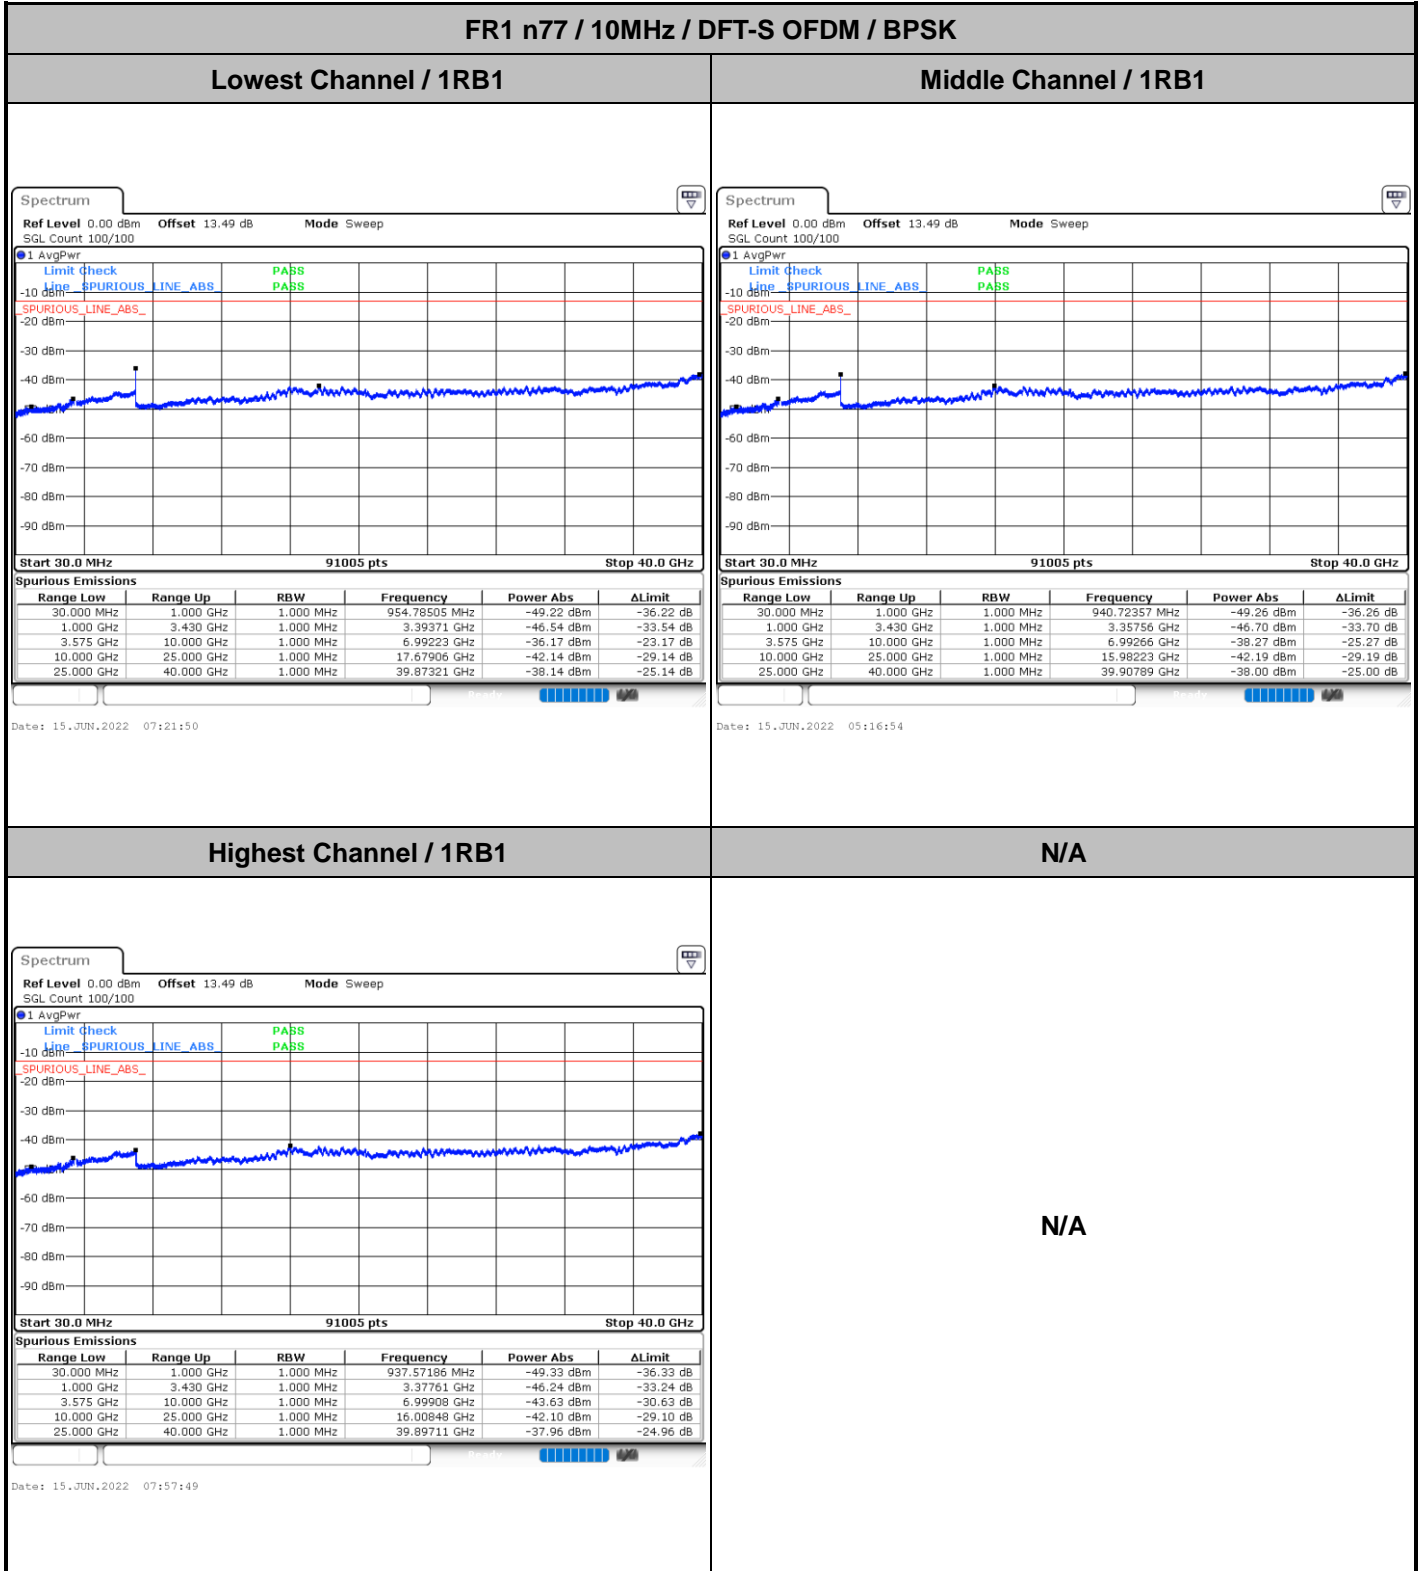 FR1 n77 / 10MHz / DFT-S OFDM / BPSK
Lowest Channel / 1RB1
Middle Channel / 1RB1
Spectrum
Ref Level 0.00 dBm Offset 13.49 dB Mode Sweep
SGL Count 100/100
1 AvgPwr
Limit Check PASS
Line _SPURIOUS_LINE_ABS_ PASS
-10 dBm
_SPURIOUS_LINE_ABS_
-20 dBm
-30 dBm
-40 dBm
-60 dBm
-70 dBm
-80 dBm
-90 dBm
Start 30.0 MHz 91005 pts Stop 40.0 GHz
Spurious Emissions
Range Low Range Up RBW Frequency Power Abs ΔLimit
30.000 MHz 1.000 GHz 1.000 MHz 954.78505 MHz -49.22 dBm -36.22 dB
1.000 GHz 3.430 GHz 1.000 MHz 3.39371 GHz -46.54 dBm -33.54 dB
3.575 GHz 10.000 GHz 1.000 MHz 6.99223 GHz -36.17 dBm -23.17 dB
10.000 GHz 25.000 GHz 1.000 MHz 17.67906 GHz -42.14 dBm -29.14 dB
25.000 GHz 40.000 GHz 1.000 MHz 39.87321 GHz -38.14 dBm -25.14 dB
Ready
Date: 15.JUN.2022 07:21:50
Spectrum
Ref Level 0.00 dBm Offset 13.49 dB Mode Sweep
SGL Count 100/100
1 AvgPwr
Limit Check PASS
Line _SPURIOUS_LINE_ABS_ PASS
-10 dBm
_SPURIOUS_LINE_ABS_
-20 dBm
-30 dBm
-40 dBm
-60 dBm
-70 dBm
-80 dBm
-90 dBm
Start 30.0 MHz 91005 pts Stop 40.0 GHz
Spurious Emissions
Range Low Range Up RBW Frequency Power Abs ΔLimit
30.000 MHz 1.000 GHz 1.000 MHz 940.72357 MHz -49.26 dBm -36.26 dB
1.000 GHz 3.430 GHz 1.000 MHz 3.35756 GHz -46.70 dBm -33.70 dB
3.575 GHz 10.000 GHz 1.000 MHz 6.99266 GHz -38.27 dBm -25.27 dB
10.000 GHz 25.000 GHz 1.000 MHz 15.98223 GHz -42.19 dBm -29.19 dB
25.000 GHz 40.000 GHz 1.000 MHz 39.90789 GHz -38.00 dBm -25.00 dB
Ready
Date: 15.JUN.2022 05:16:54
Highest Channel / 1RB1
N/A
Spectrum
Ref Level 0.00 dBm Offset 13.49 dB Mode Sweep
SGL Count 100/100
1 AvgPwr
Limit Check PASS
Line _SPURIOUS_LINE_ABS_ PASS
-10 dBm
_SPURIOUS_LINE_ABS_
-20 dBm
-30 dBm
-40 dBm
-60 dBm
-70 dBm
-80 dBm
-90 dBm
Start 30.0 MHz 91005 pts Stop 40.0 GHz
Spurious Emissions
Range Low Range Up RBW Frequency Power Abs ΔLimit
30.000 MHz 1.000 GHz 1.000 MHz 937.57186 MHz -49.33 dBm -36.33 dB
1.000 GHz 3.430 GHz 1.000 MHz 3.37761 GHz -46.24 dBm -33.24 dB
3.575 GHz 10.000 GHz 1.000 MHz 6.99908 GHz -43.63 dBm -30.63 dB
10.000 GHz 25.000 GHz 1.000 MHz 16.00848 GHz -42.10 dBm -29.10 dB
25.000 GHz 40.000 GHz 1.000 MHz 39.89711 GHz -37.96 dBm -24.96 dB
Ready
Date: 15.JUN.2022 07:57:49
N/A